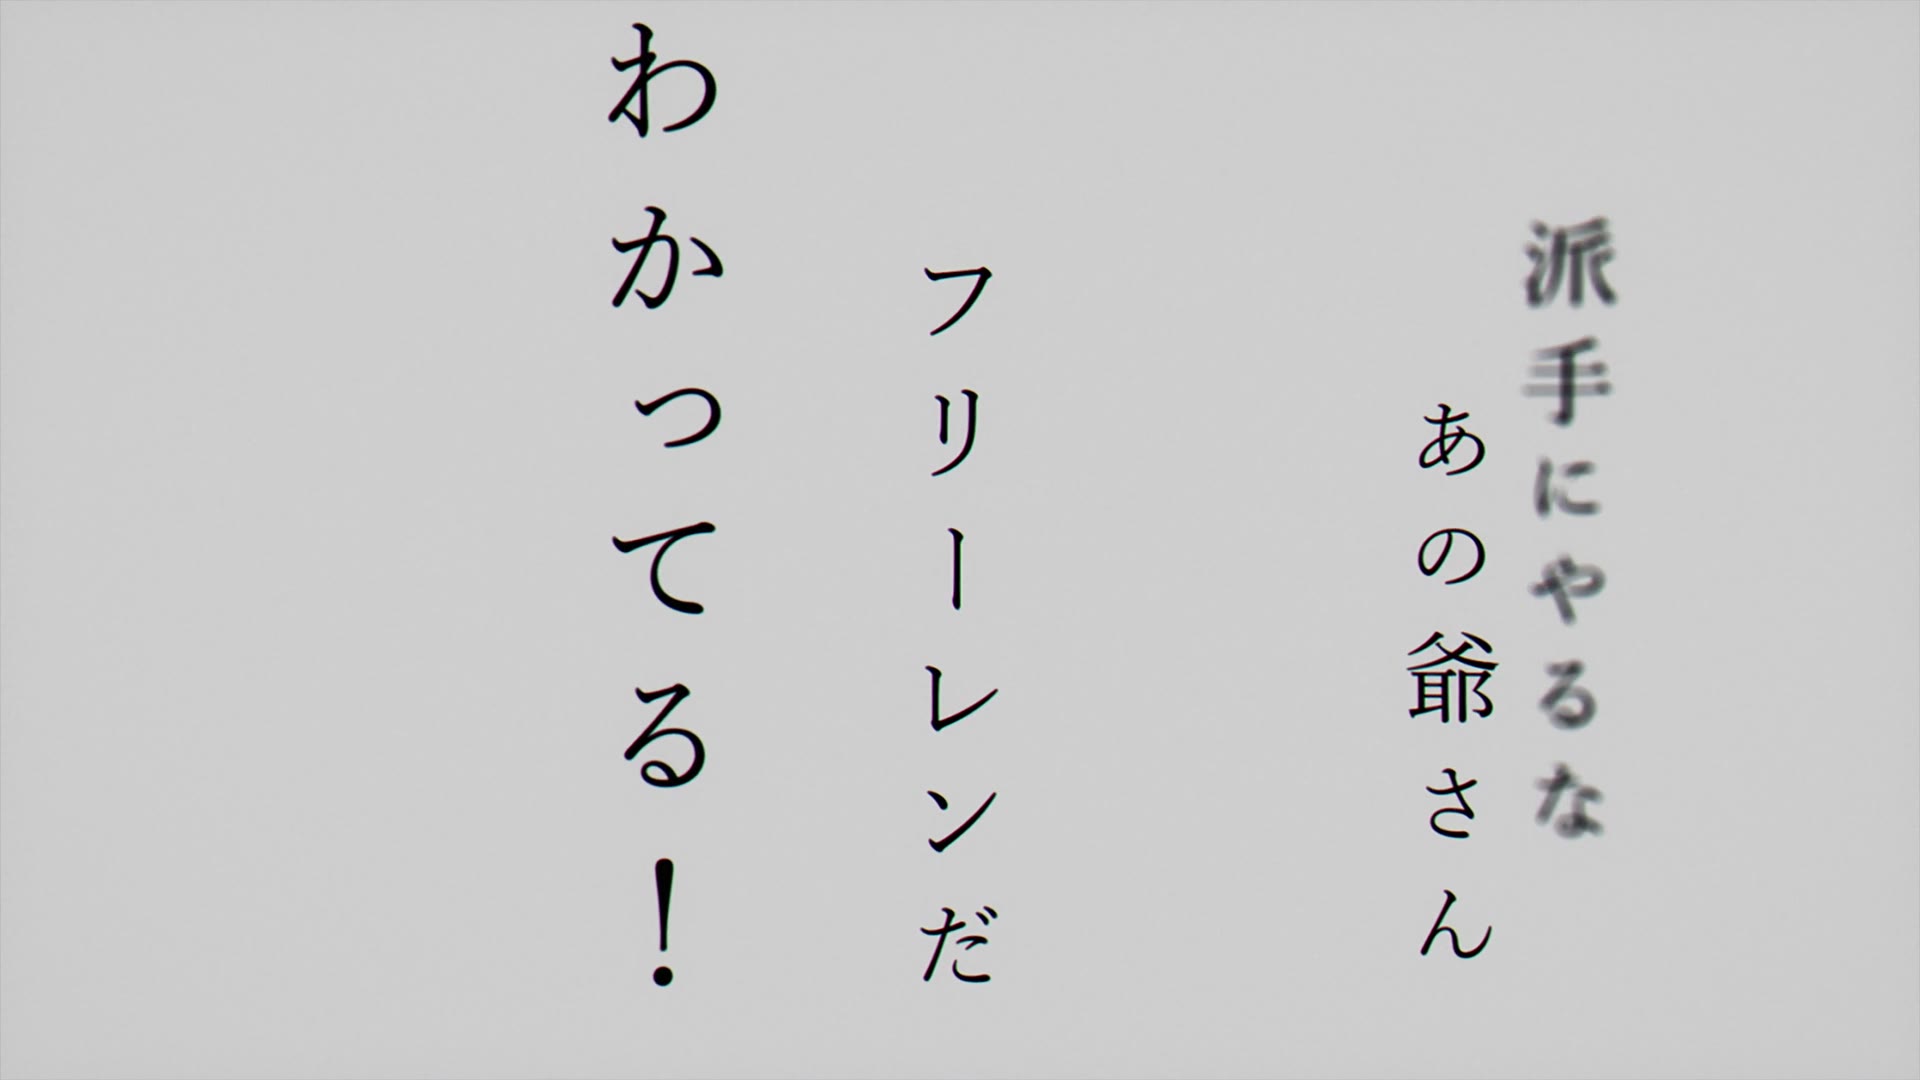 派手にやるな
あの爺さん
フリーレンだ
わかってる！